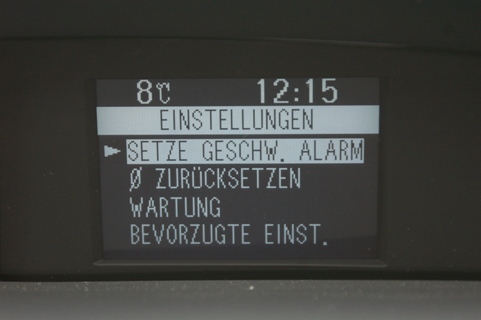 8℃ 12:15
EINSTELLUNGEN
SETZE GESCHW. ALARM
Ø ZURÜCKSETZEN
WARTUNG
BEVORZUGTE EINST.